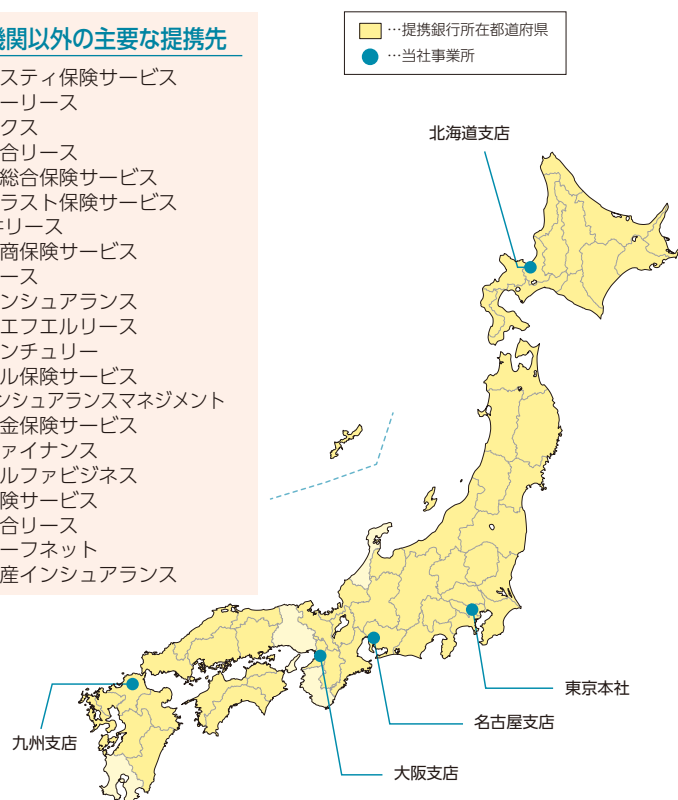 機関以外の主要な提携先
スティ保険サービス
ーリース
クス
合リース
総合保険サービス
ラスト保険サービス
リース
商保険サービス
ース
ンシュアランス
エフエルリース
ンチュリー
ル保険サービス
ンシュアランスマネジメント
金保険サービス
ァイナンス
ルファビジネス
険サービス
合リース
ーフネット
産インシュアランス
…提携銀行所在都道府県
…当社事業所
北海道支店
東京本社
名古屋支店
九州支店
大阪支店